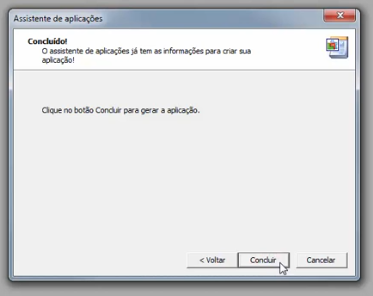 Assistente de aplicações
Concluído!
O assistente de aplicações já tem as informações para criar sua
aplicação!
Clique no botão Concluir para gerar a aplicação.
< Voltar
Concluir
Cancelar